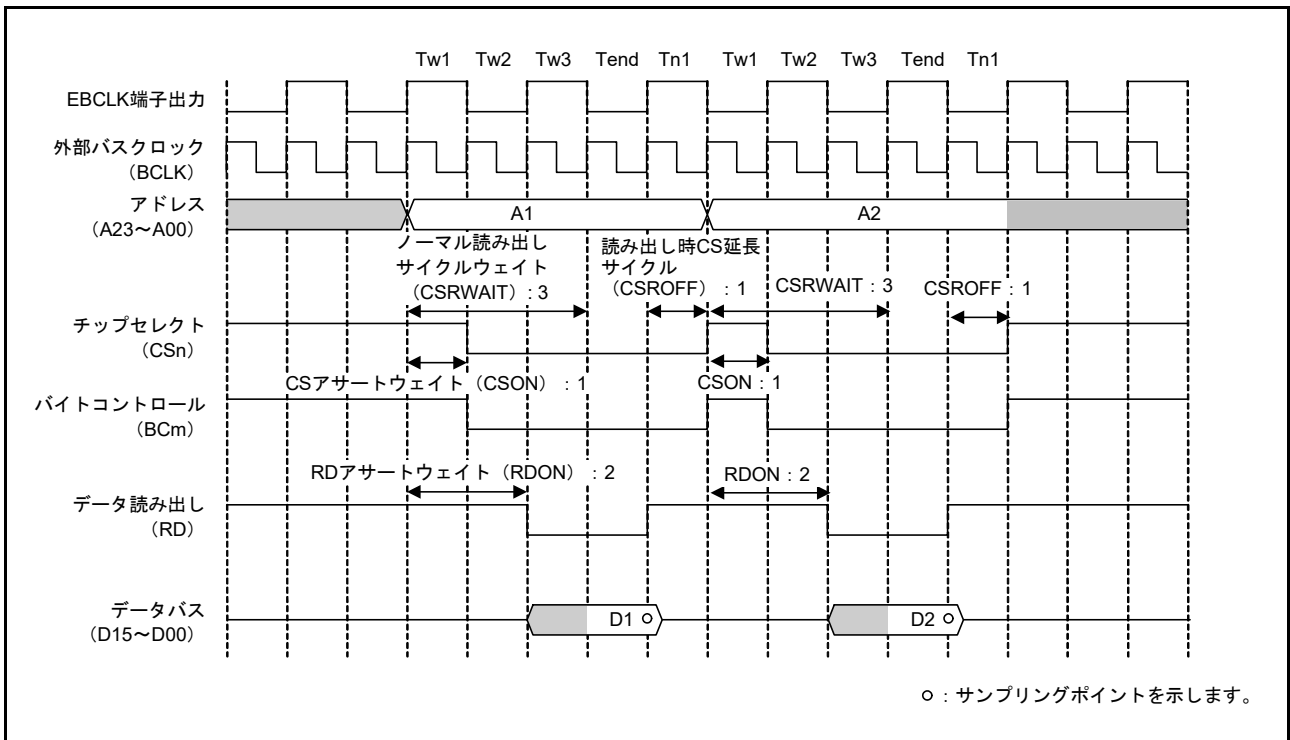 Tw1 Tw2 Tw3 Tend Tn1 Tw1 Tw2 Tw3 Tend Tn1
EBCLK端子出力
外部バスクロック
（BCLK）
アドレス
（A23～A00）
A1
A2
ノーマル読み出し
サイクルウェイト
（CSRWAIT）: 3
読み出し時CS延長
サイクル
（CSROFF）：1
CSRWAIT：3
CSROFF：1
チップセレクト
（CSn）
CSアサートウェイト（CSON）：1
CSON：1
バイトコントロール
（BCm）
RDアサートウェイト（RDON）：2
RDON：2
データ読み出し
（RD）
データバス
（D15～D00）
D1
D2
：サンプリングポイントを示します。